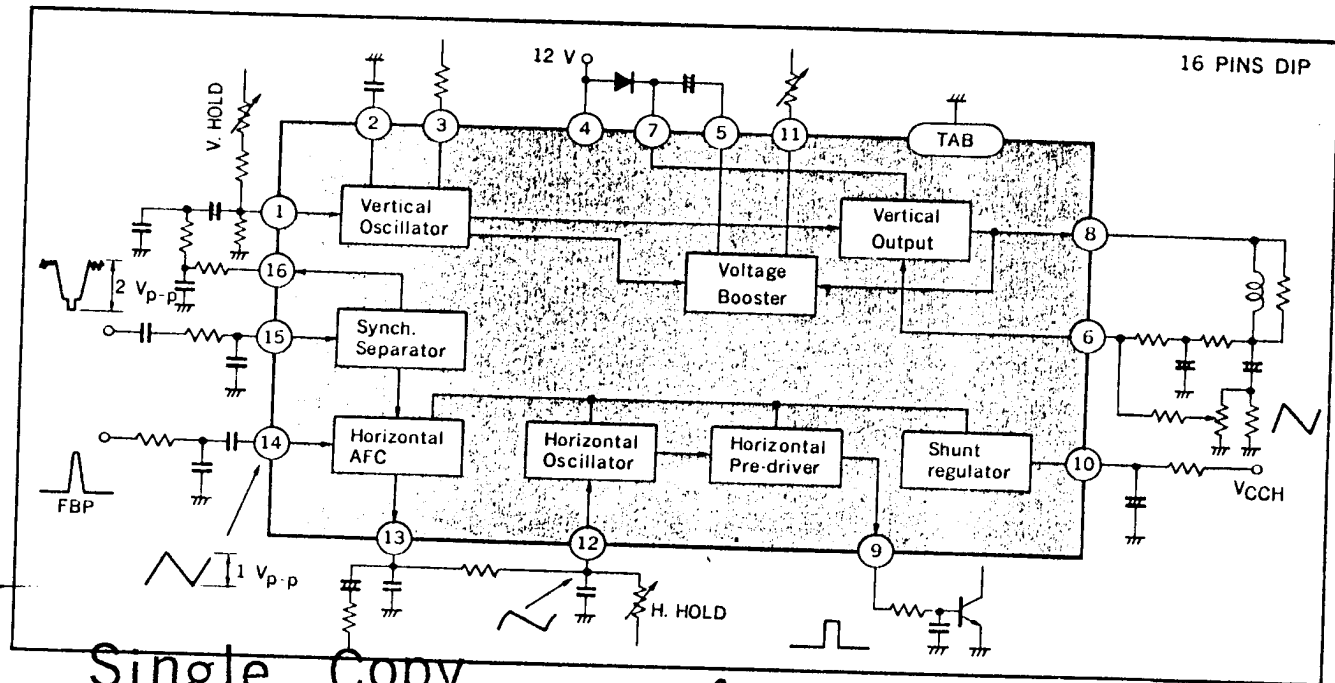 16 PINS DIP
12 V
V. HOLD
2
3
4
7
5
11
TAB
1
Vertical
Oscillator
Vertical
Output
8
16
2 Vp-p
Voltage
Booster
15
Synch.
Separator
6
14
Horizontal
AFC
Horizontal
Oscillator
Horizontal
Pre-driver
Shunt
regulator
10
VCCH
FBP
13
12
9
1 Vp-p
H. HOLD
Single Copy